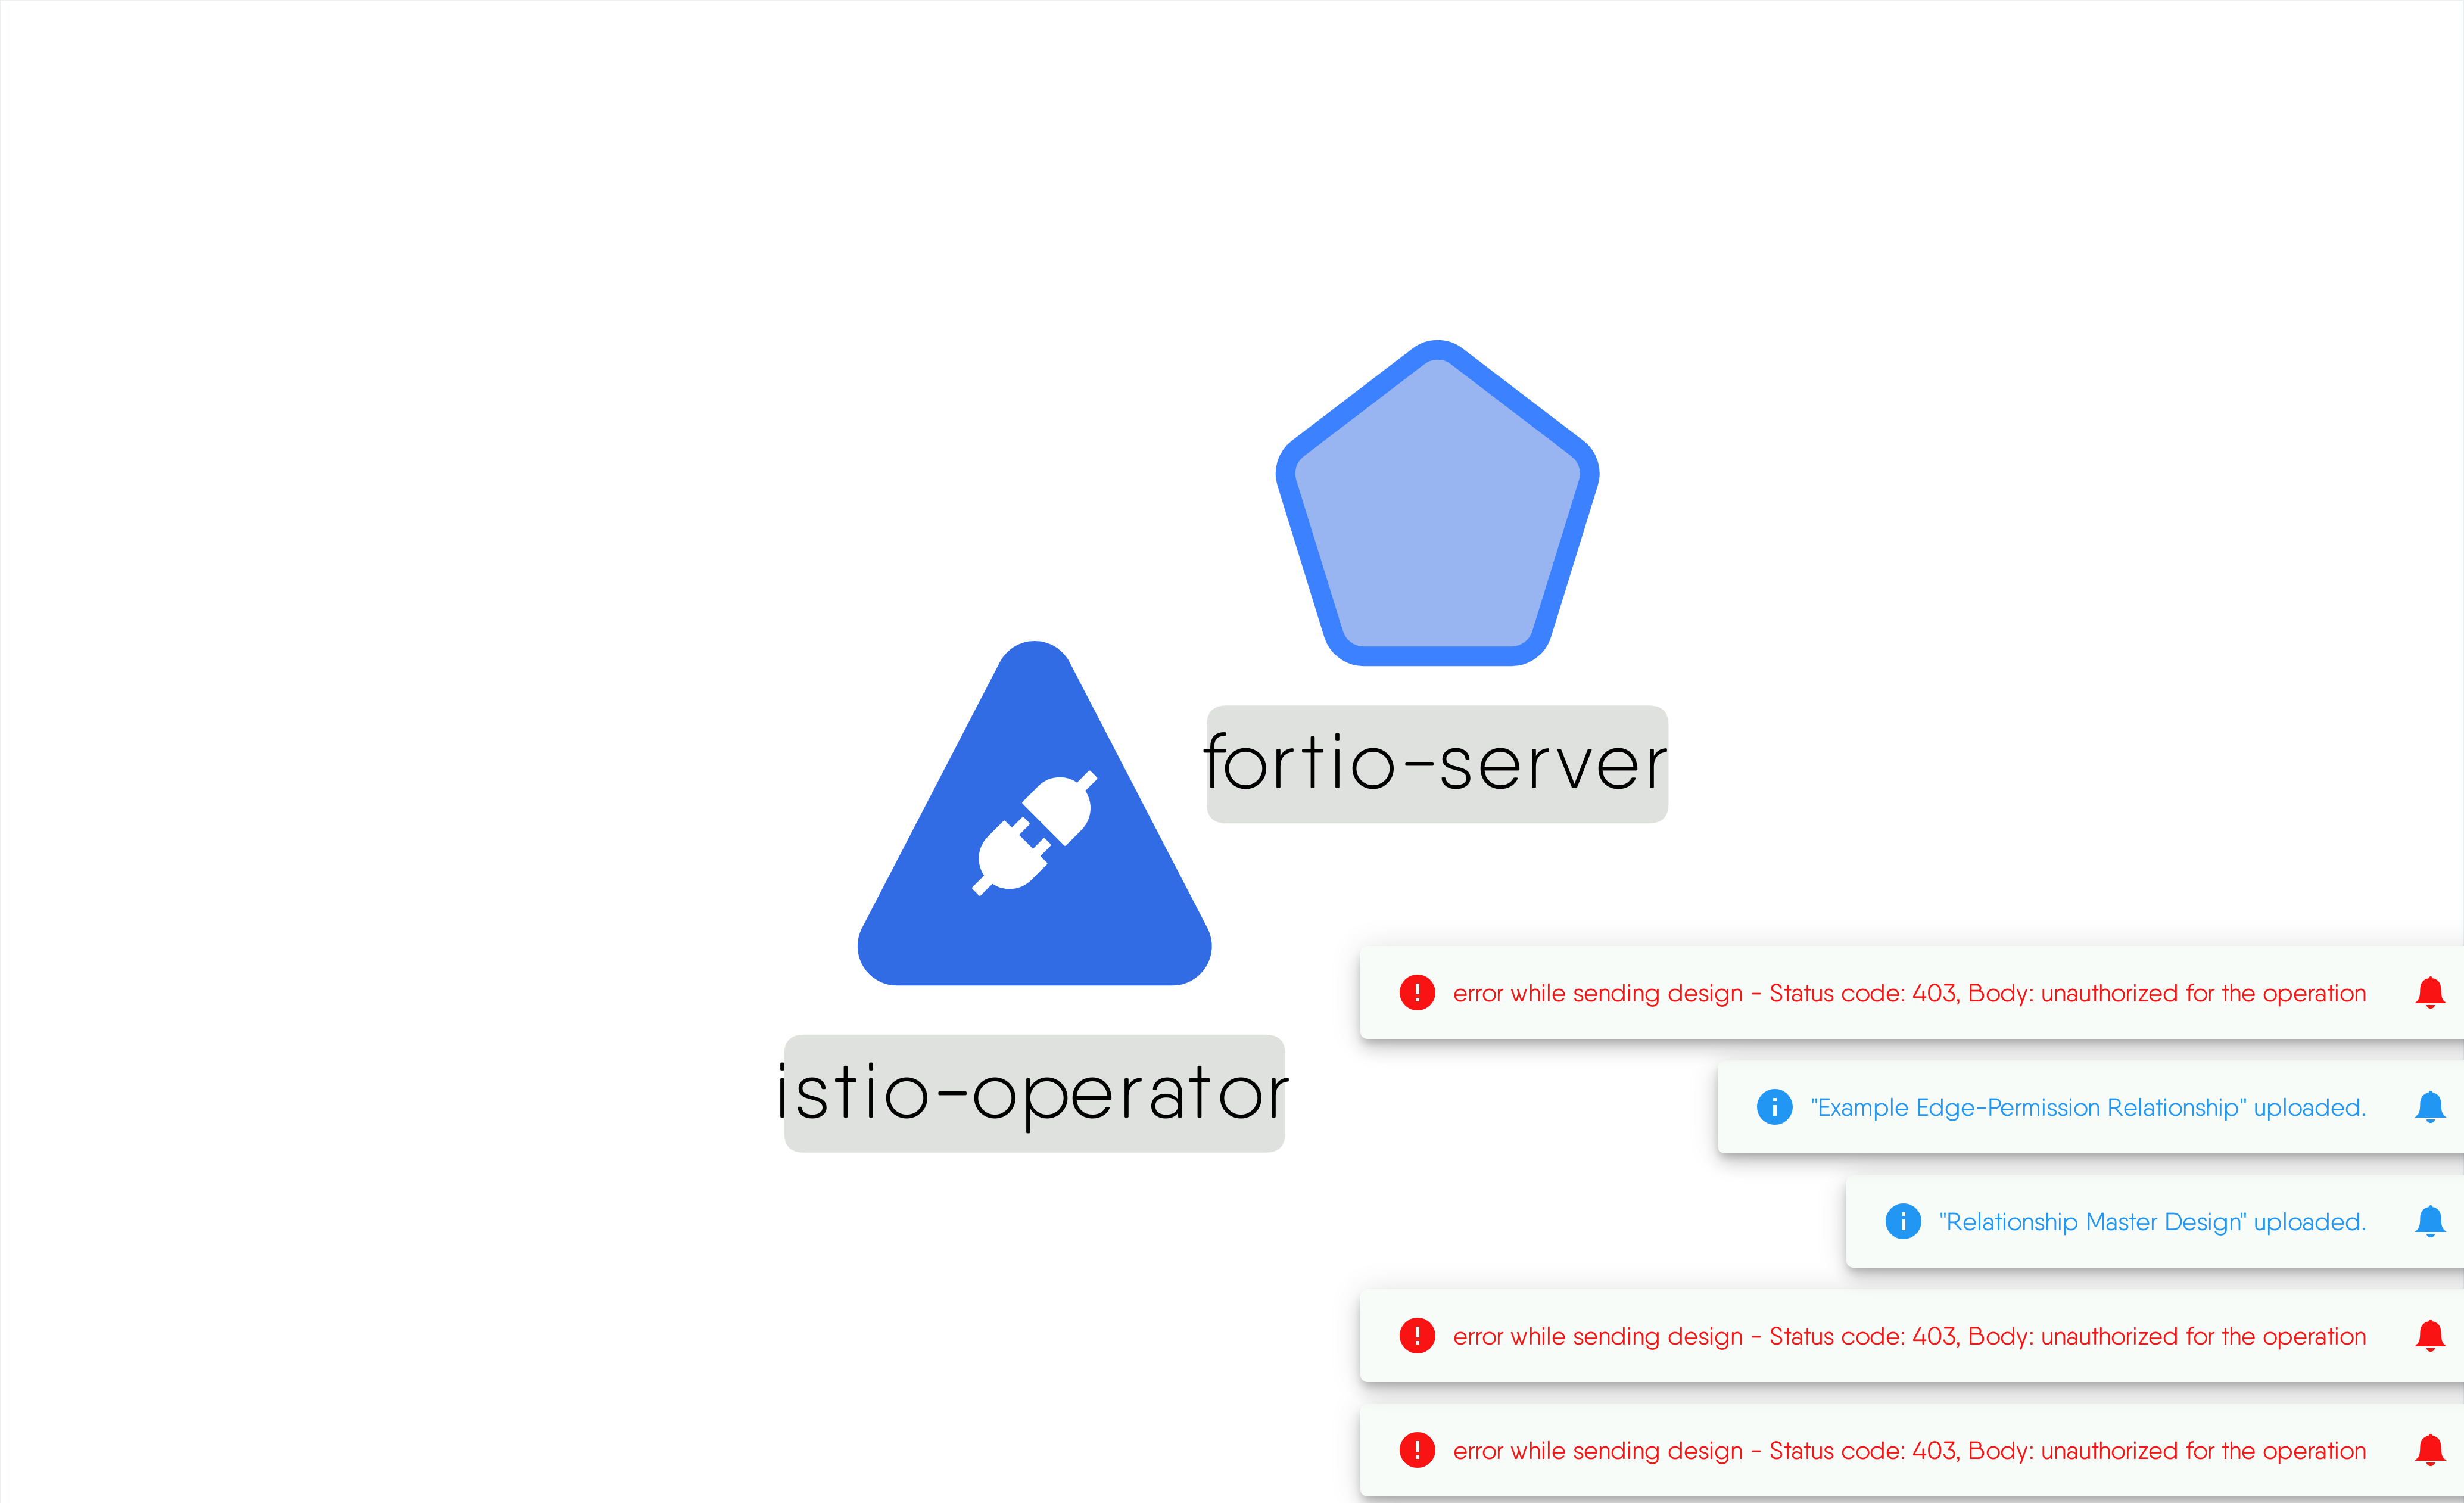 fortio-server
istio-operator
error while sending design - Status code: 403, Body: unauthorized for the operation
"Example Edge-Permission Relationship" uploaded.
"Relationship Master Design" uploaded.
error while sending design - Status code: 403, Body: unauthorized for the operation
error while sending design - Status code: 403, Body: unauthorized for the operation